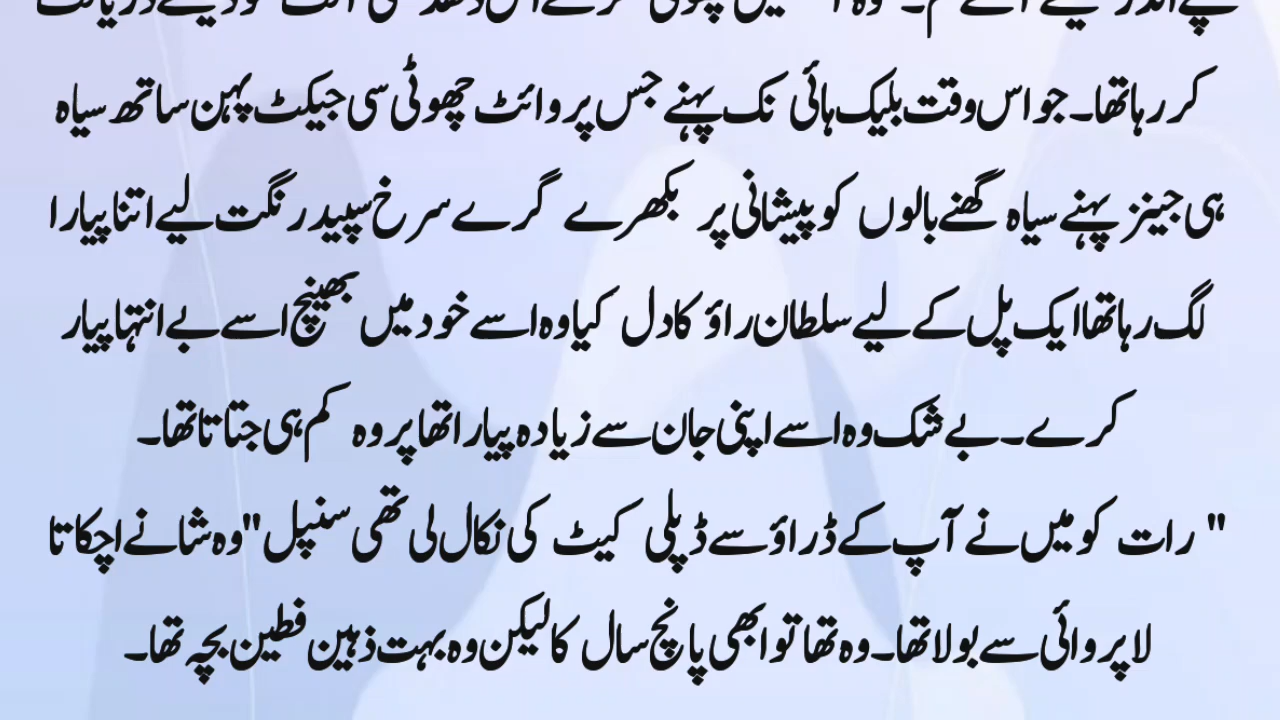 کر رہا تھا۔ جو اس وقت بلیک ہائی نک پہنے جس پر وائٹ چھوٹی سی جیکٹ پہن ساتھ سیاہ
ہی جینز پہنے سیاہ گھنے بالوں کو پیشانی پر بکھرے گرے سرخ سپید رنگت لیے اتنا پیارا
لگ رہا تھا ایک پل کے لیے سلطان راؤ کا دل کیا وہ اسے خود میں بھینچ اسے بے انتہا پیار
کرے۔ بے شک وہ اسے اپنی جان سے زیادہ پیارا تھا پر وہ کم ہی جتاتا تھا۔
" رات کو میں نے آپ کے ڈراؤ سے ڈپلی کیٹ کی نکال لی تھی سنپل" وہ شانے اچکاتا
لاپروائی سے بولا تھا۔ وہ تھا تو ابھی پانچ سال کا لیکن وہ بہت ذہین فطین بچہ تھا۔